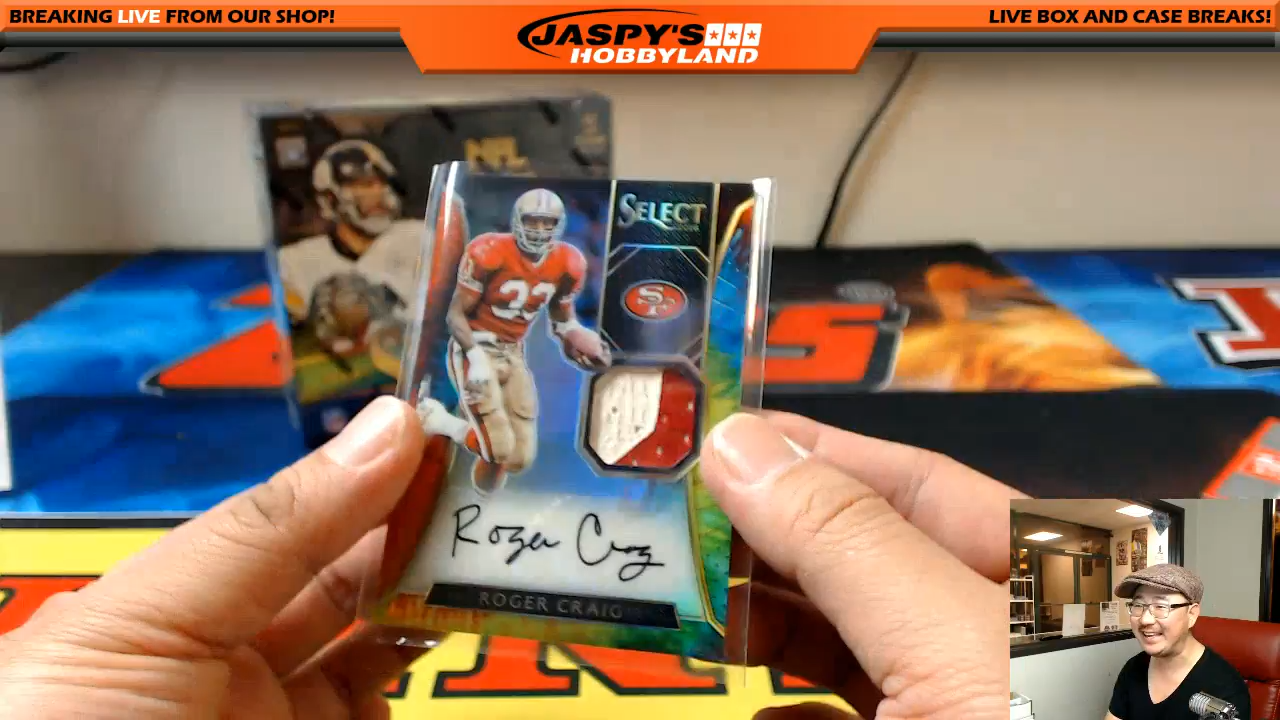 BREAKING LIVE FROM OUR SHOP!
JASPY'S
HOBBYLAND
LIVE BOX AND CASE BREAKS!
NFL
SELECT
SF
33
Roger Craig
ROGER CRAIG